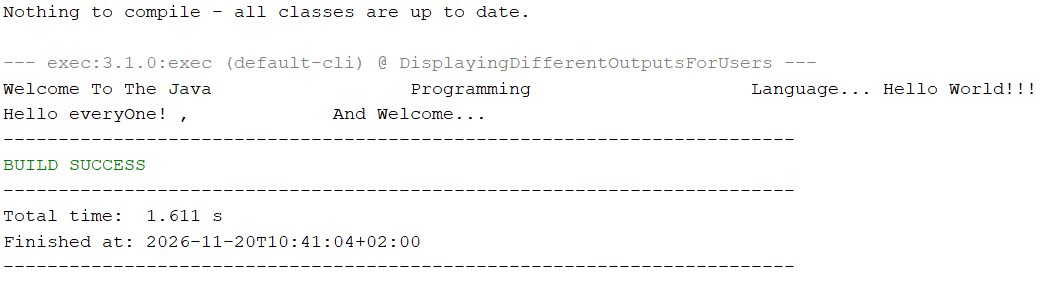 Nothing to compile - all classes are up to date.
--- exec:3.1.0:exec (default-cli) @ DisplayingDifferentOutputsForUsers ---
Welcome To The Java                    Programming                      Language... Hello World!!!
Hello everyOne! ,              And Welcome...
------------------------------------------------------------------------
BUILD SUCCESS
------------------------------------------------------------------------
Total time:  1.611 s
Finished at: 2026-11-20T10:41:04+02:00
------------------------------------------------------------------------